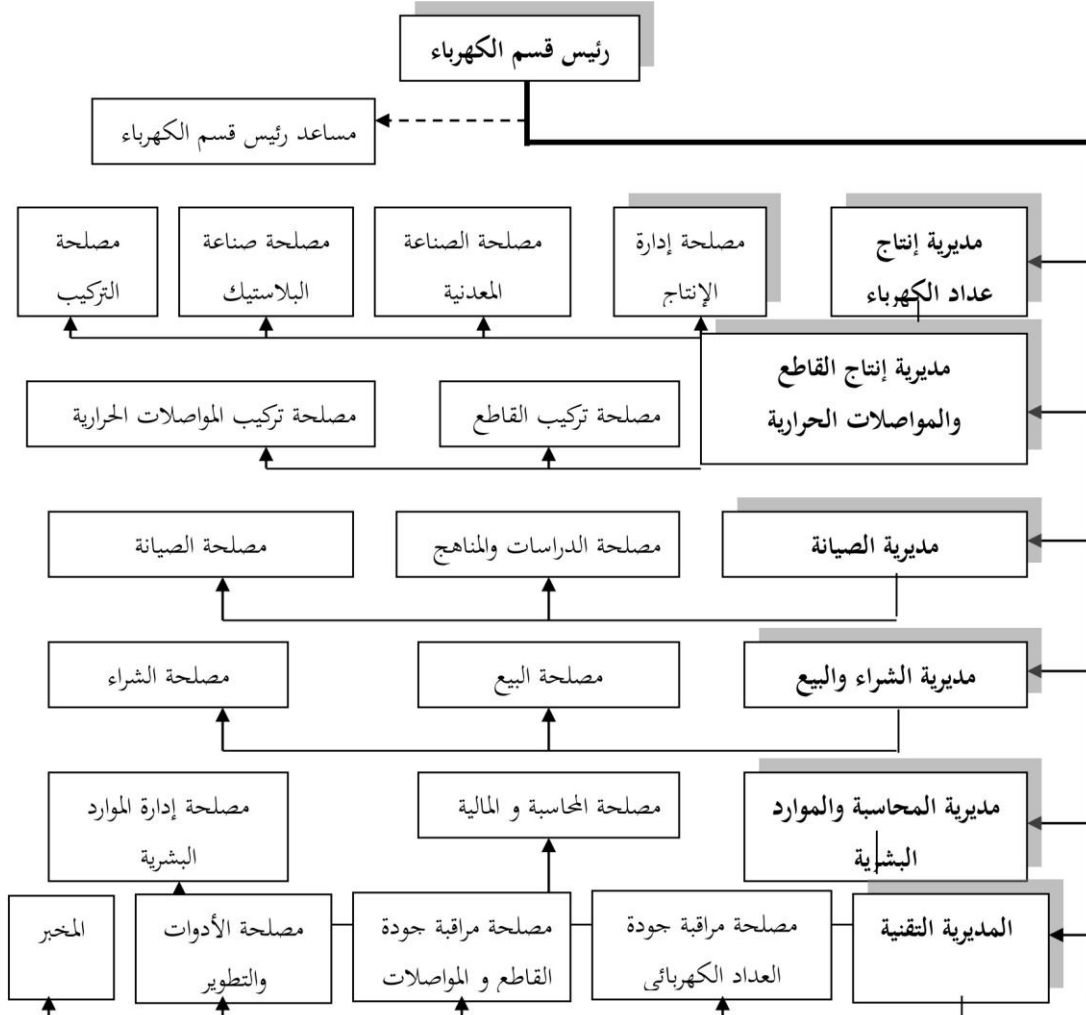 رئيس قسم الكهرباء
مساعد رئيس قسم الكهرباء
مديرية إنتاج
عداد الكهرباء
مصلحة إدارة
الإنتاج
مصلحة الصناعة
المعدنية
مصلحة صناعة
البلاستيك
مصلحة
التركيب
مديرية إنتاج القاطع
والمواصلات الحرارية
مصلحة تركيب القاطع
مصلحة تركيب المواصلات الحرارية
مديرية الصيانة
مصلحة الدراسات والمناهج
مصلحة الصيانة
مديرية الشراء والبيع
مصلحة البيع
مصلحة الشراء
مديرية المحاسبة والموارد
البشرية
مصلحة المحاسبة و المالية
مصلحة إدارة الموارد
البشرية
المديرية التقنية
مصلحة مراقبة جودة
العداد الكهربائي
مصلحة مراقبة جودة
القاطع و المواصلات
مصلحة الأدوات
والتطوير
المخبر